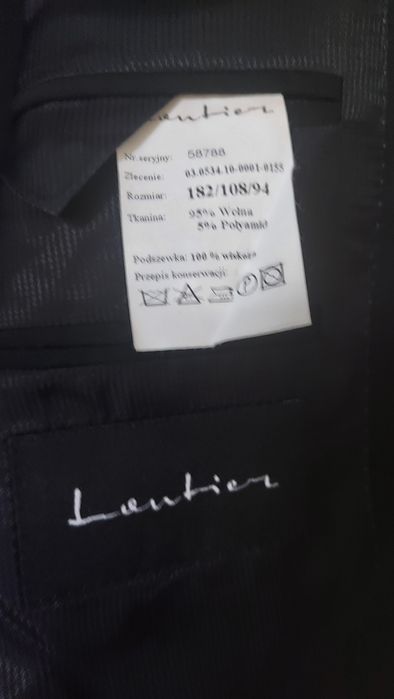 Lantier
Nr. seryjny: 58788
Zlecenie: 03.0534.10-0001-0155
Rozmiar: 182/108/94
Tkanina: 95% Wełna
5% Polyamid
Podszewka: 100 % wiskoza
Przepis konserwacji:
P
Lantier